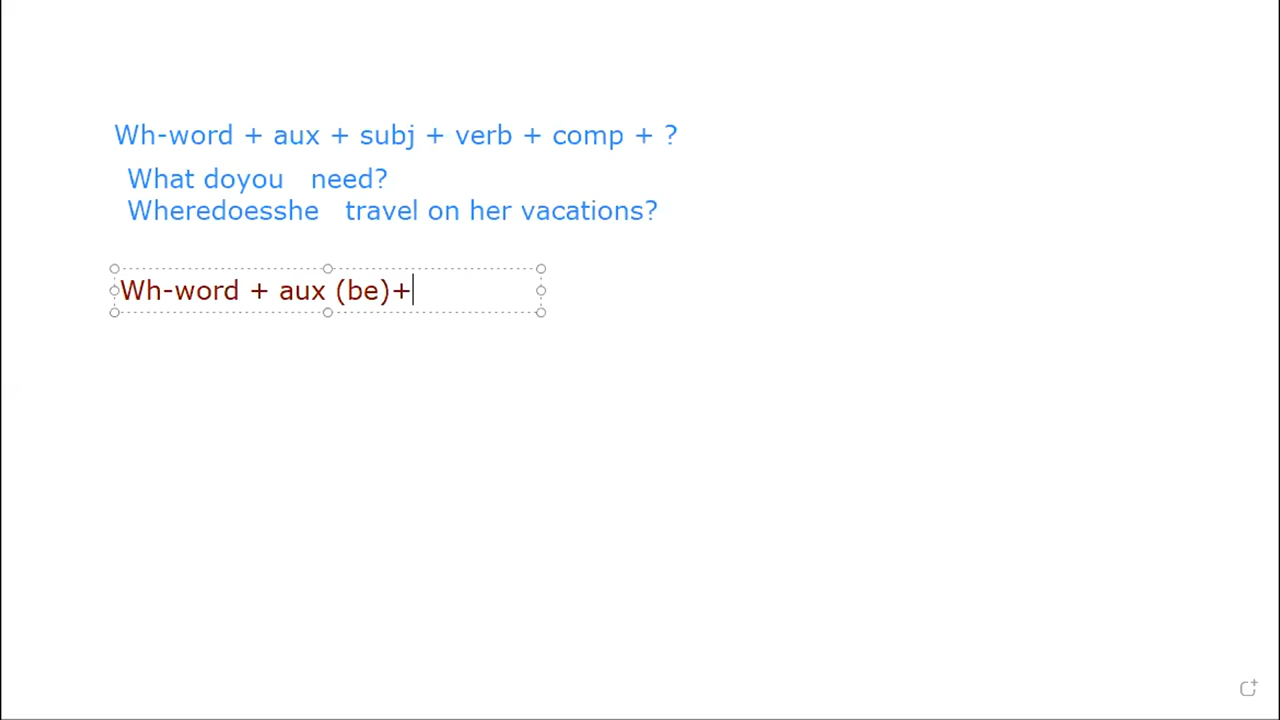 Wh-word + aux + subj + verb + comp + ?
What doyou need?
Wheredoesshe travel on her vacations?
Wh-word + aux (be)+